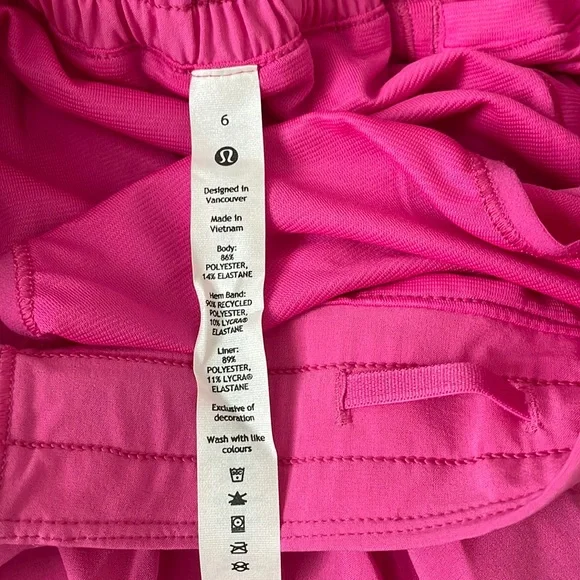 6
Designed in
Vancouver
Made in
Vietnam
Body:
86%
POLYESTER,
14% ELASTANE
Hem Band:
90% RECYCLED
POLYESTER,
10% LYCRA®
ELASTANE
Liner:
89%
POLYESTER,
11% LYCRA®
ELASTANE
Exclusive of
decoration
Wash with like
colours